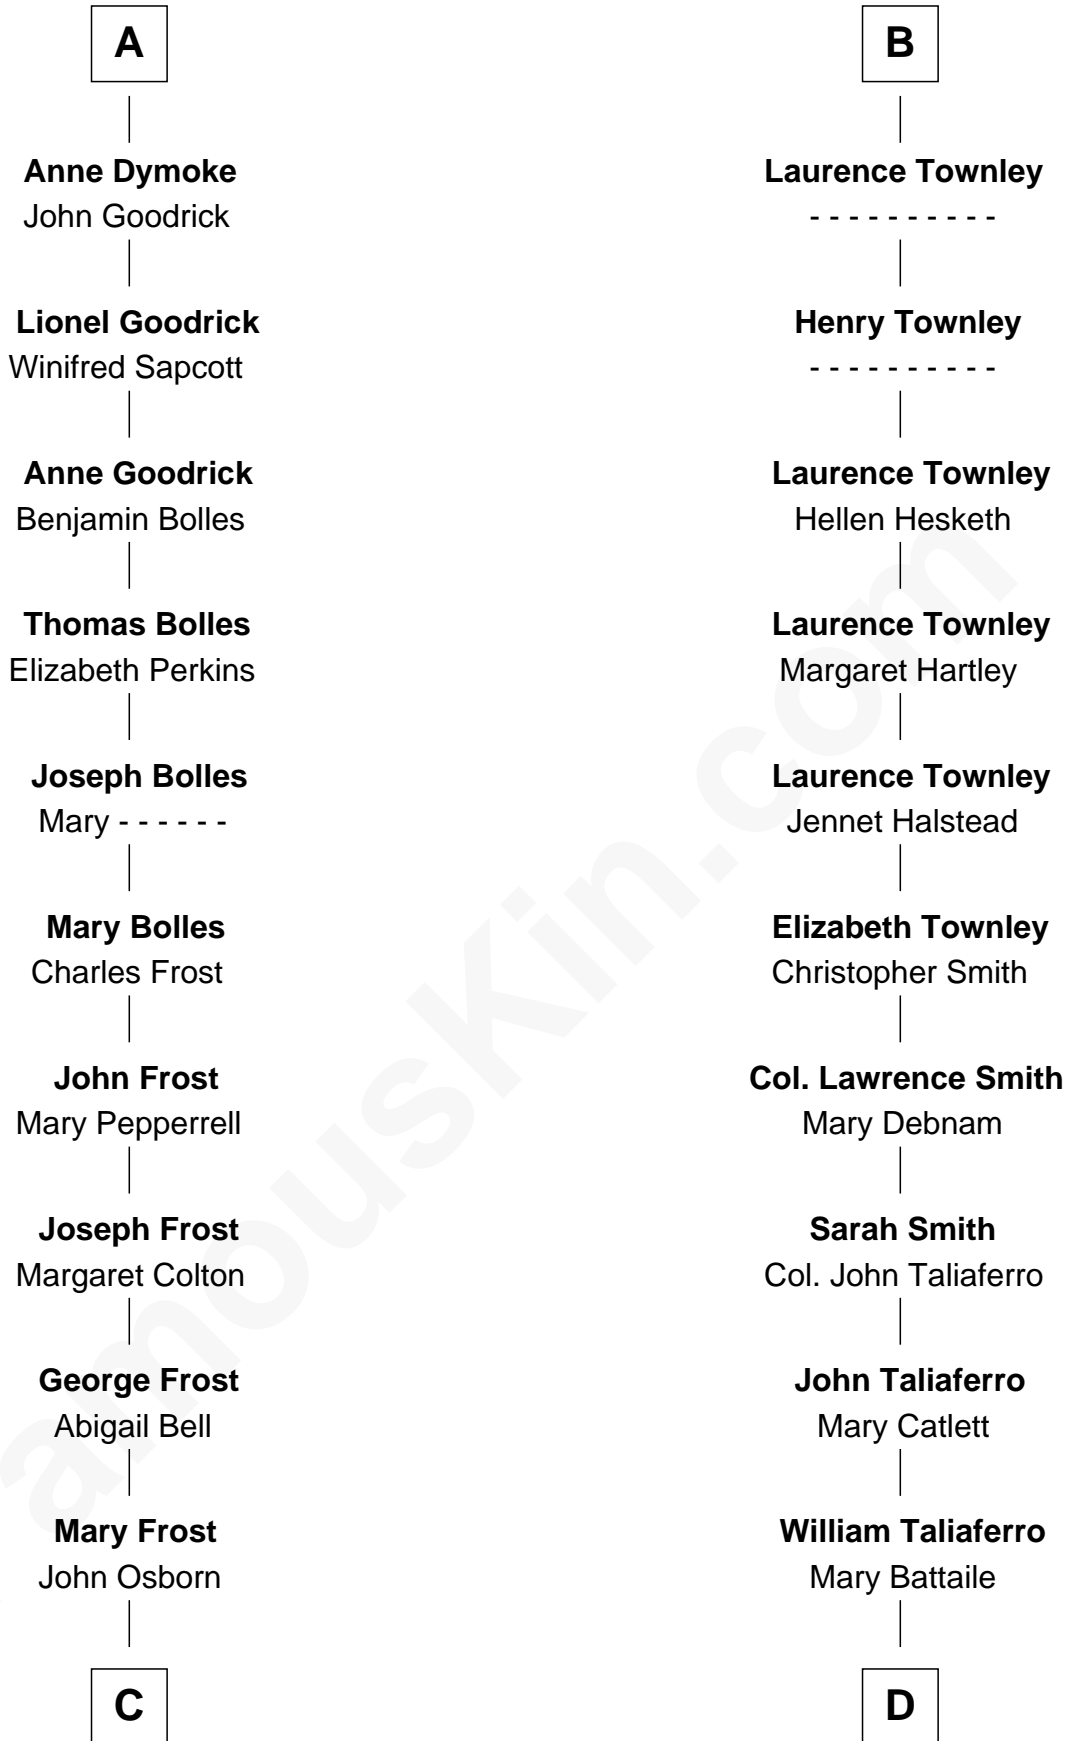 A
Anne Dymoke
John Goodrick
Lionel Goodrick
Winifred Sapcott
Anne Goodrick
Benjamin Bolles
Thomas Bolles
Elizabeth Perkins
Joseph Bolles
Mary - - - - - -
Mary Bolles
Charles Frost
John Frost
Mary Pepperrell
Joseph Frost
Margaret Colton
George Frost
Abigail Bell
Mary Frost
John Osborn
C
B
Laurence Townley
- - - - - - - - - -
Henry Townley
- - - - - - - - - -
Laurence Townley
Hellen Hesketh
Laurence Townley
Margaret Hartley
Laurence Townley
Jennet Halstead
Elizabeth Townley
Christopher Smith
Col. Lawrence Smith
Mary Debnam
Sarah Smith
Col. John Taliaferro
John Taliaferro
Mary Catlett
William Taliaferro
Mary Battaile
D
amousKin.com